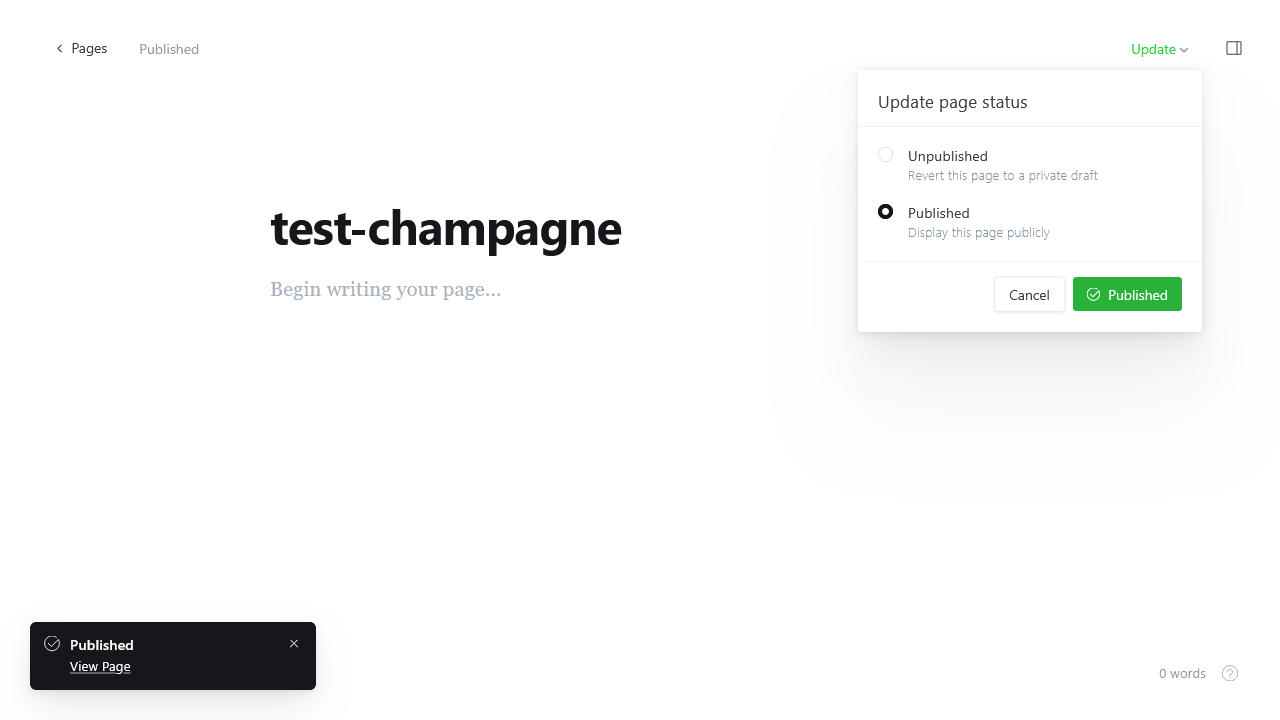 Pages
Published
Update
Update page status
Unpublished
Revert this page to a private draft
Published
Display this page publicly
Cancel
Published
test-champagne
Begin writing your page...
Published
View Page
0 words
?